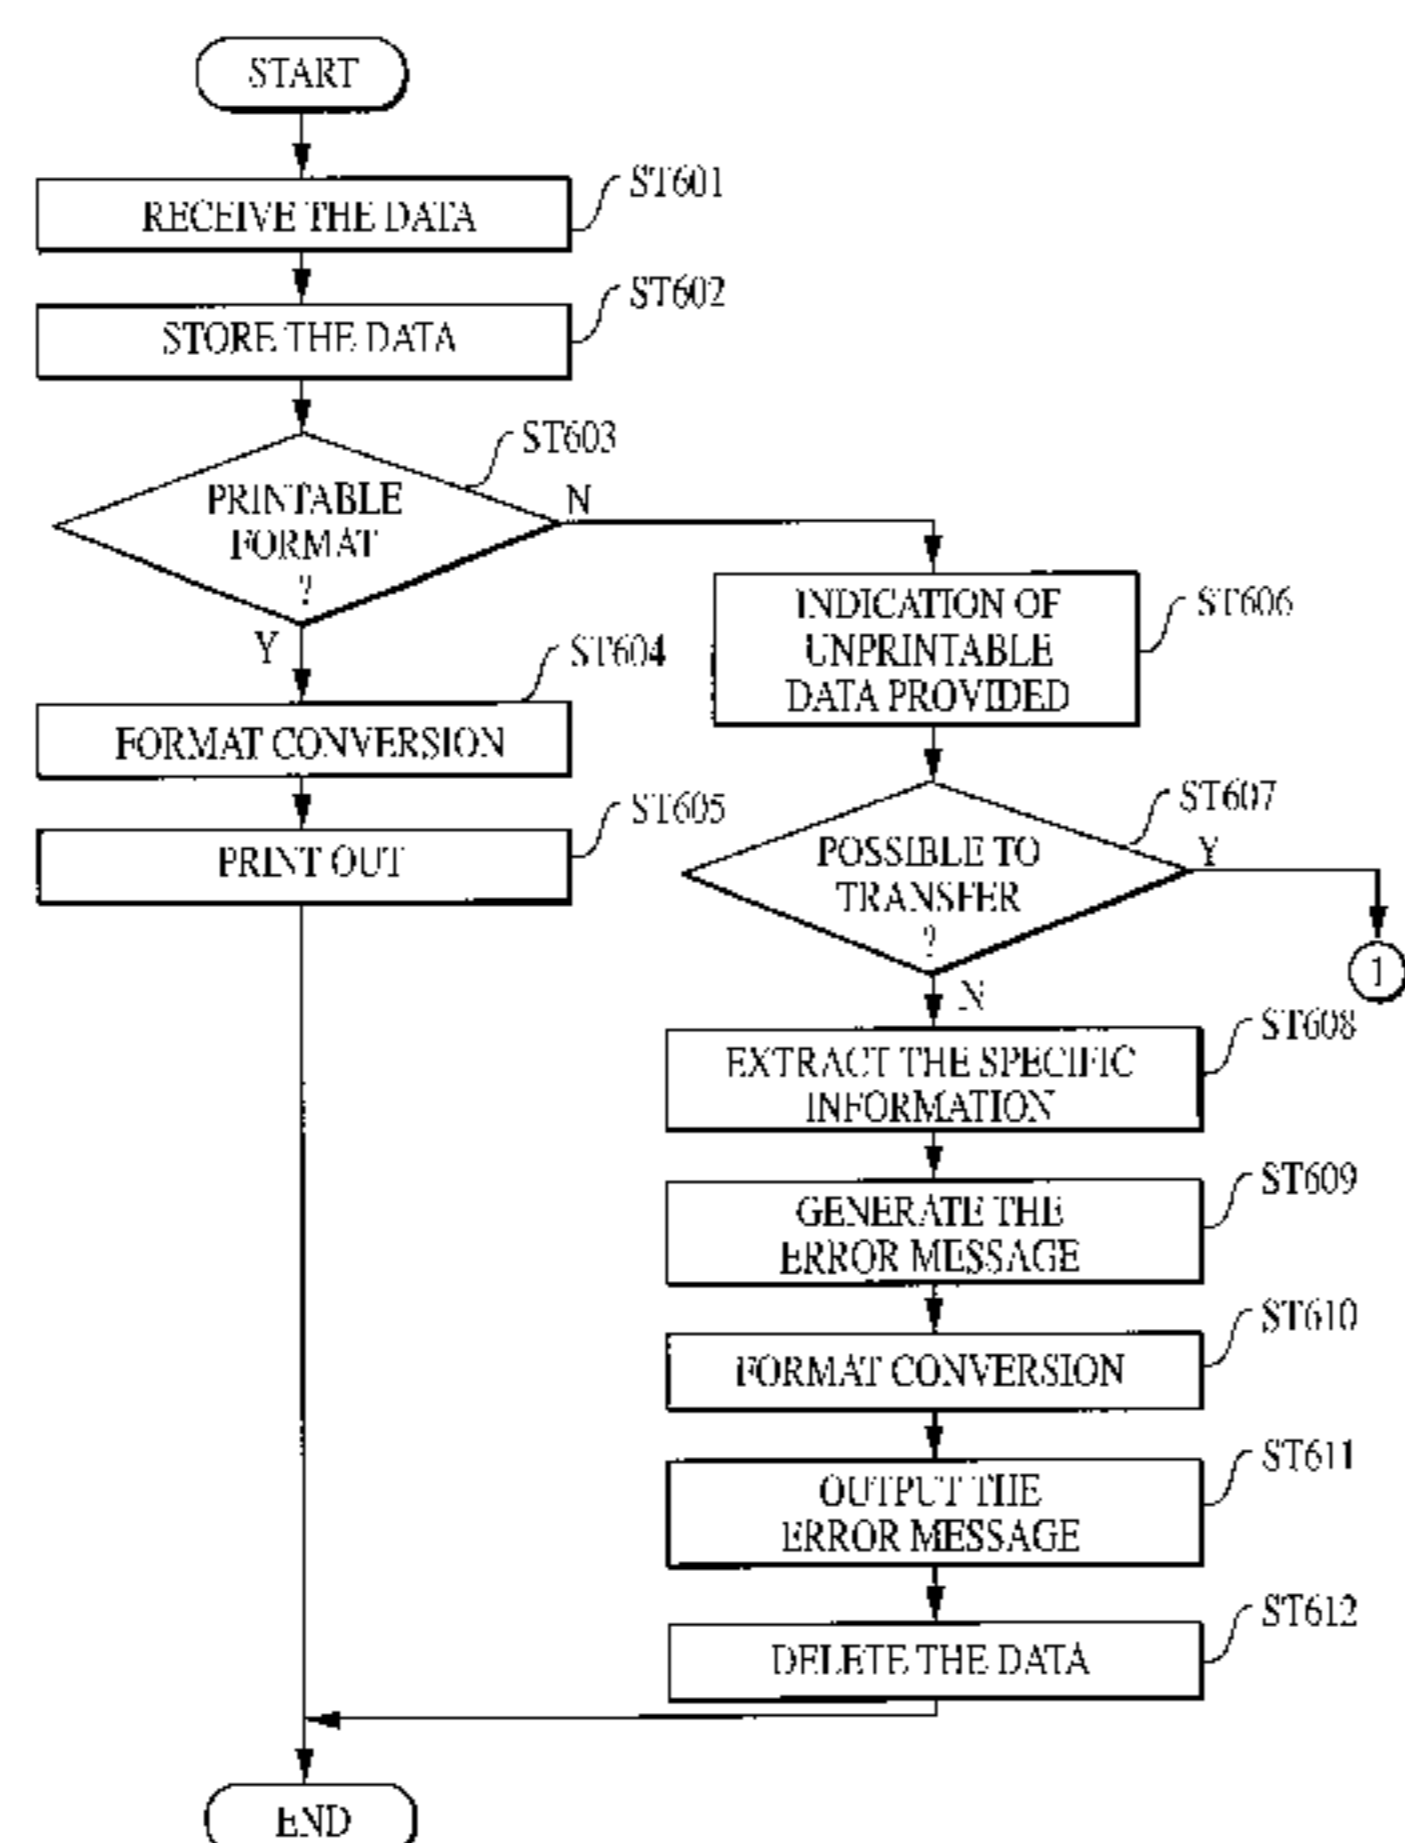 START
RECEIVE THE DATA
ST601
STORE THE DATA
ST602
PRINTABLE
FORMAT
?
ST603
N
Y
FORMAT CONVERSION
ST604
PRINT OUT
ST605
INDICATION OF
UNPRINTABLE
DATA PROVIDED
ST606
POSSIBLE TO
TRANSFER
?
ST607
Y
1
N
EXTRACT THE SPECIFIC
INFORMATION
ST608
GENERATE THE
ERROR MESSAGE
ST609
FORMAT CONVERSION
ST610
OUTPUT THE
ERROR MESSAGE
ST611
DELETE THE DATA
ST612
END